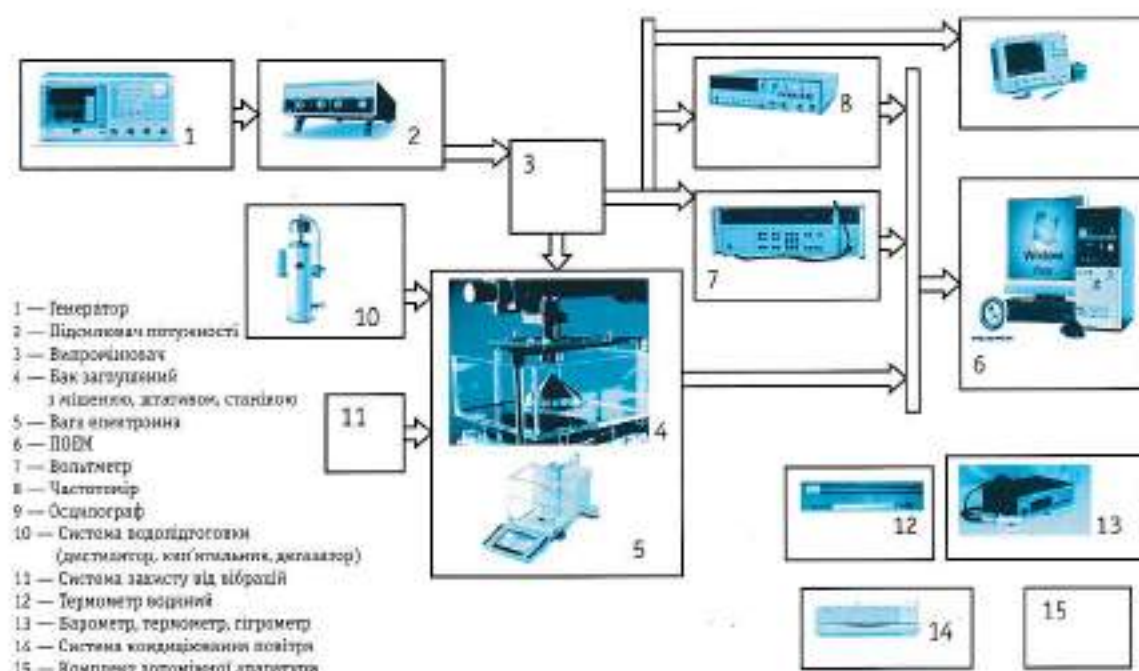 1
2
3
8
7
10
11
4
5
6
12
13
14
15
Windows
1 — Генератор
2 — Підсилювач потужності
3 — Випромінювач
4 — Бак заглушений
з мішенню, штативом, станиною
5 — Вага електронна
6 — ПОЕМ
7 — Вольтметр
8 — Частотомір
9 — Осцилограф
10 — Система водопідготовки
(дистилятор, кип'ятильник, дегазатор)
11 — Система захисту від вібрацій
12 — Термометр водяний
13 — Барометр, термометр, гігрометр
14 — Система кондиціювання повітря
15 — Комплект допоміжної апаратури